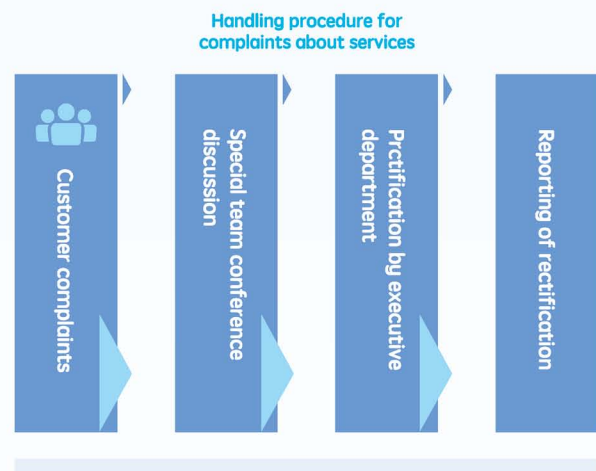 Handling procedure for
complaints about services
Customer complaints
Special team conference
discussion
Prctification by executive
department
Reporting of rectification